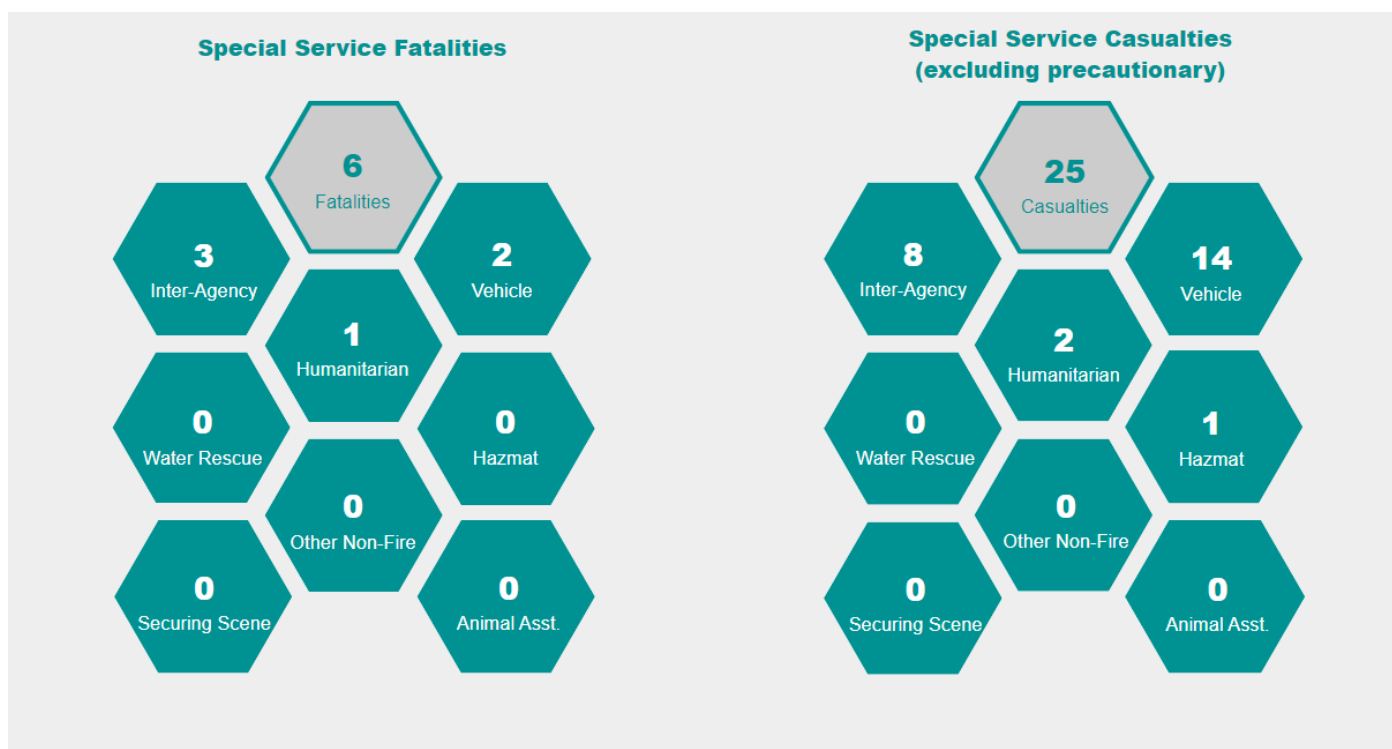 Special Service Fatalities
6
Fatalities
3
Inter-Agency
2
Vehicle
1
Humanitarian
0
Water Rescue
0
Hazmat
0
Other Non-Fire
0
Securing Scene
0
Animal Asst.
Special Service Casualties
(excluding precautionary)
25
Casualties
8
Inter-Agency
14
Vehicle
2
Humanitarian
0
Water Rescue
1
Hazmat
0
Other Non-Fire
0
Securing Scene
0
Animal Asst.